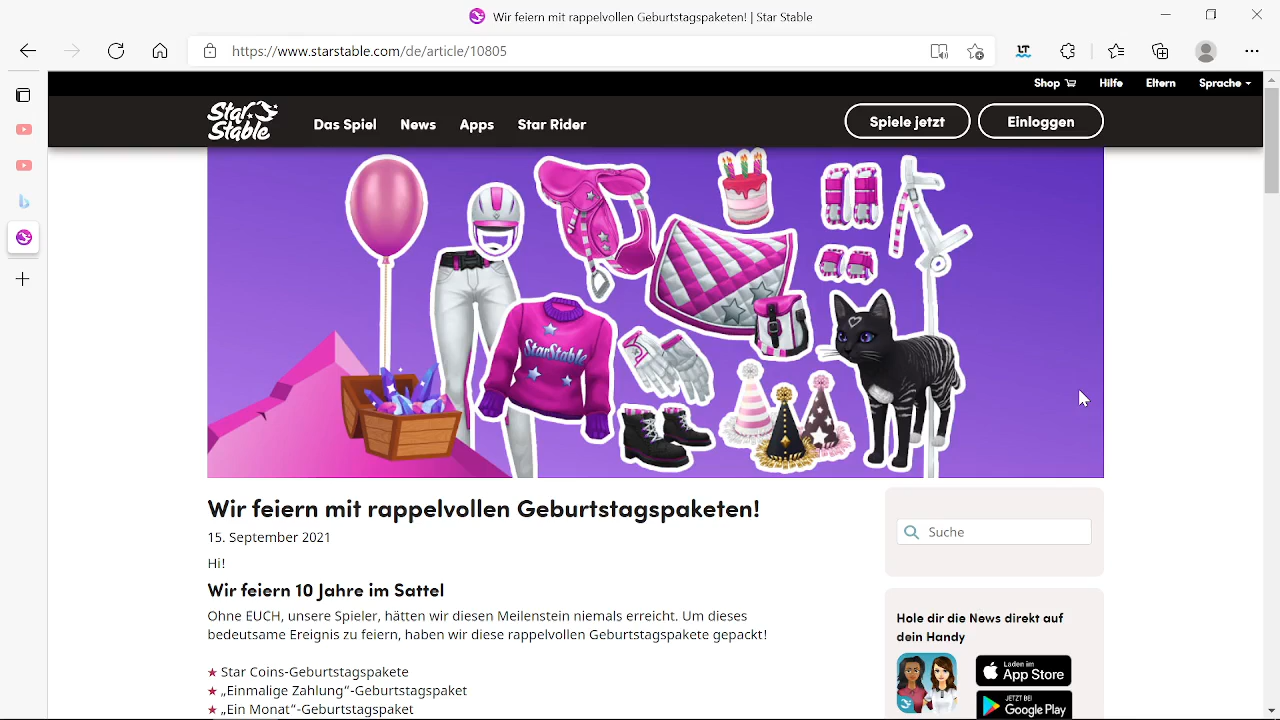 Wir feiern mit rappelvollen Geburtstagspaketen! | Star Stable
https://www.starstable.com/de/article/10805
LT
Shop Hilfe Eltern Sprache
Star Stable
Das Spiel News Apps Star Rider Spiele jetzt Einloggen
StarStable
Wir feiern mit rappelvollen Geburtstagspaketen!
15. September 2021
Hi!
Wir feiern 10 Jahre im Sattel
Ohne EUCH, unsere Spieler, hätten wir diesen Meilenstein niemals erreicht. Um dieses
bedeutsame Ereignis zu feiern, haben wir diese rappelvollen Geburtstagspakete gepackt!
★ Star Coins-Geburtstagspakete
★ „Einmalige Zahlung“-Geburtstagspaket
★ „Ein Monat“-Geburtstagspaket
Suche
Hole dir die News direkt auf
dein Handy
Laden im
App Store
JETZT BEI
Google Play